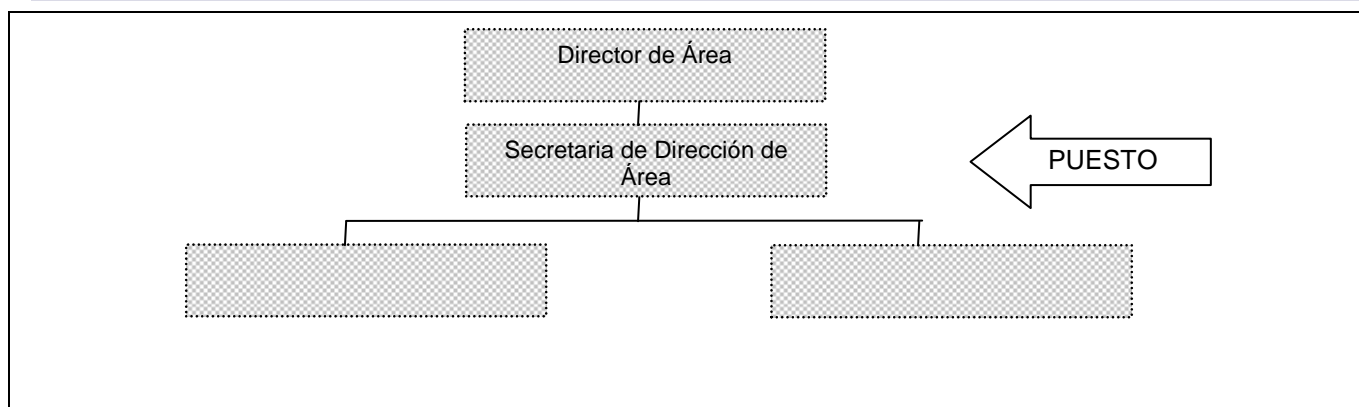 Director de Área
Secretaria de Dirección de
Área
PUESTO